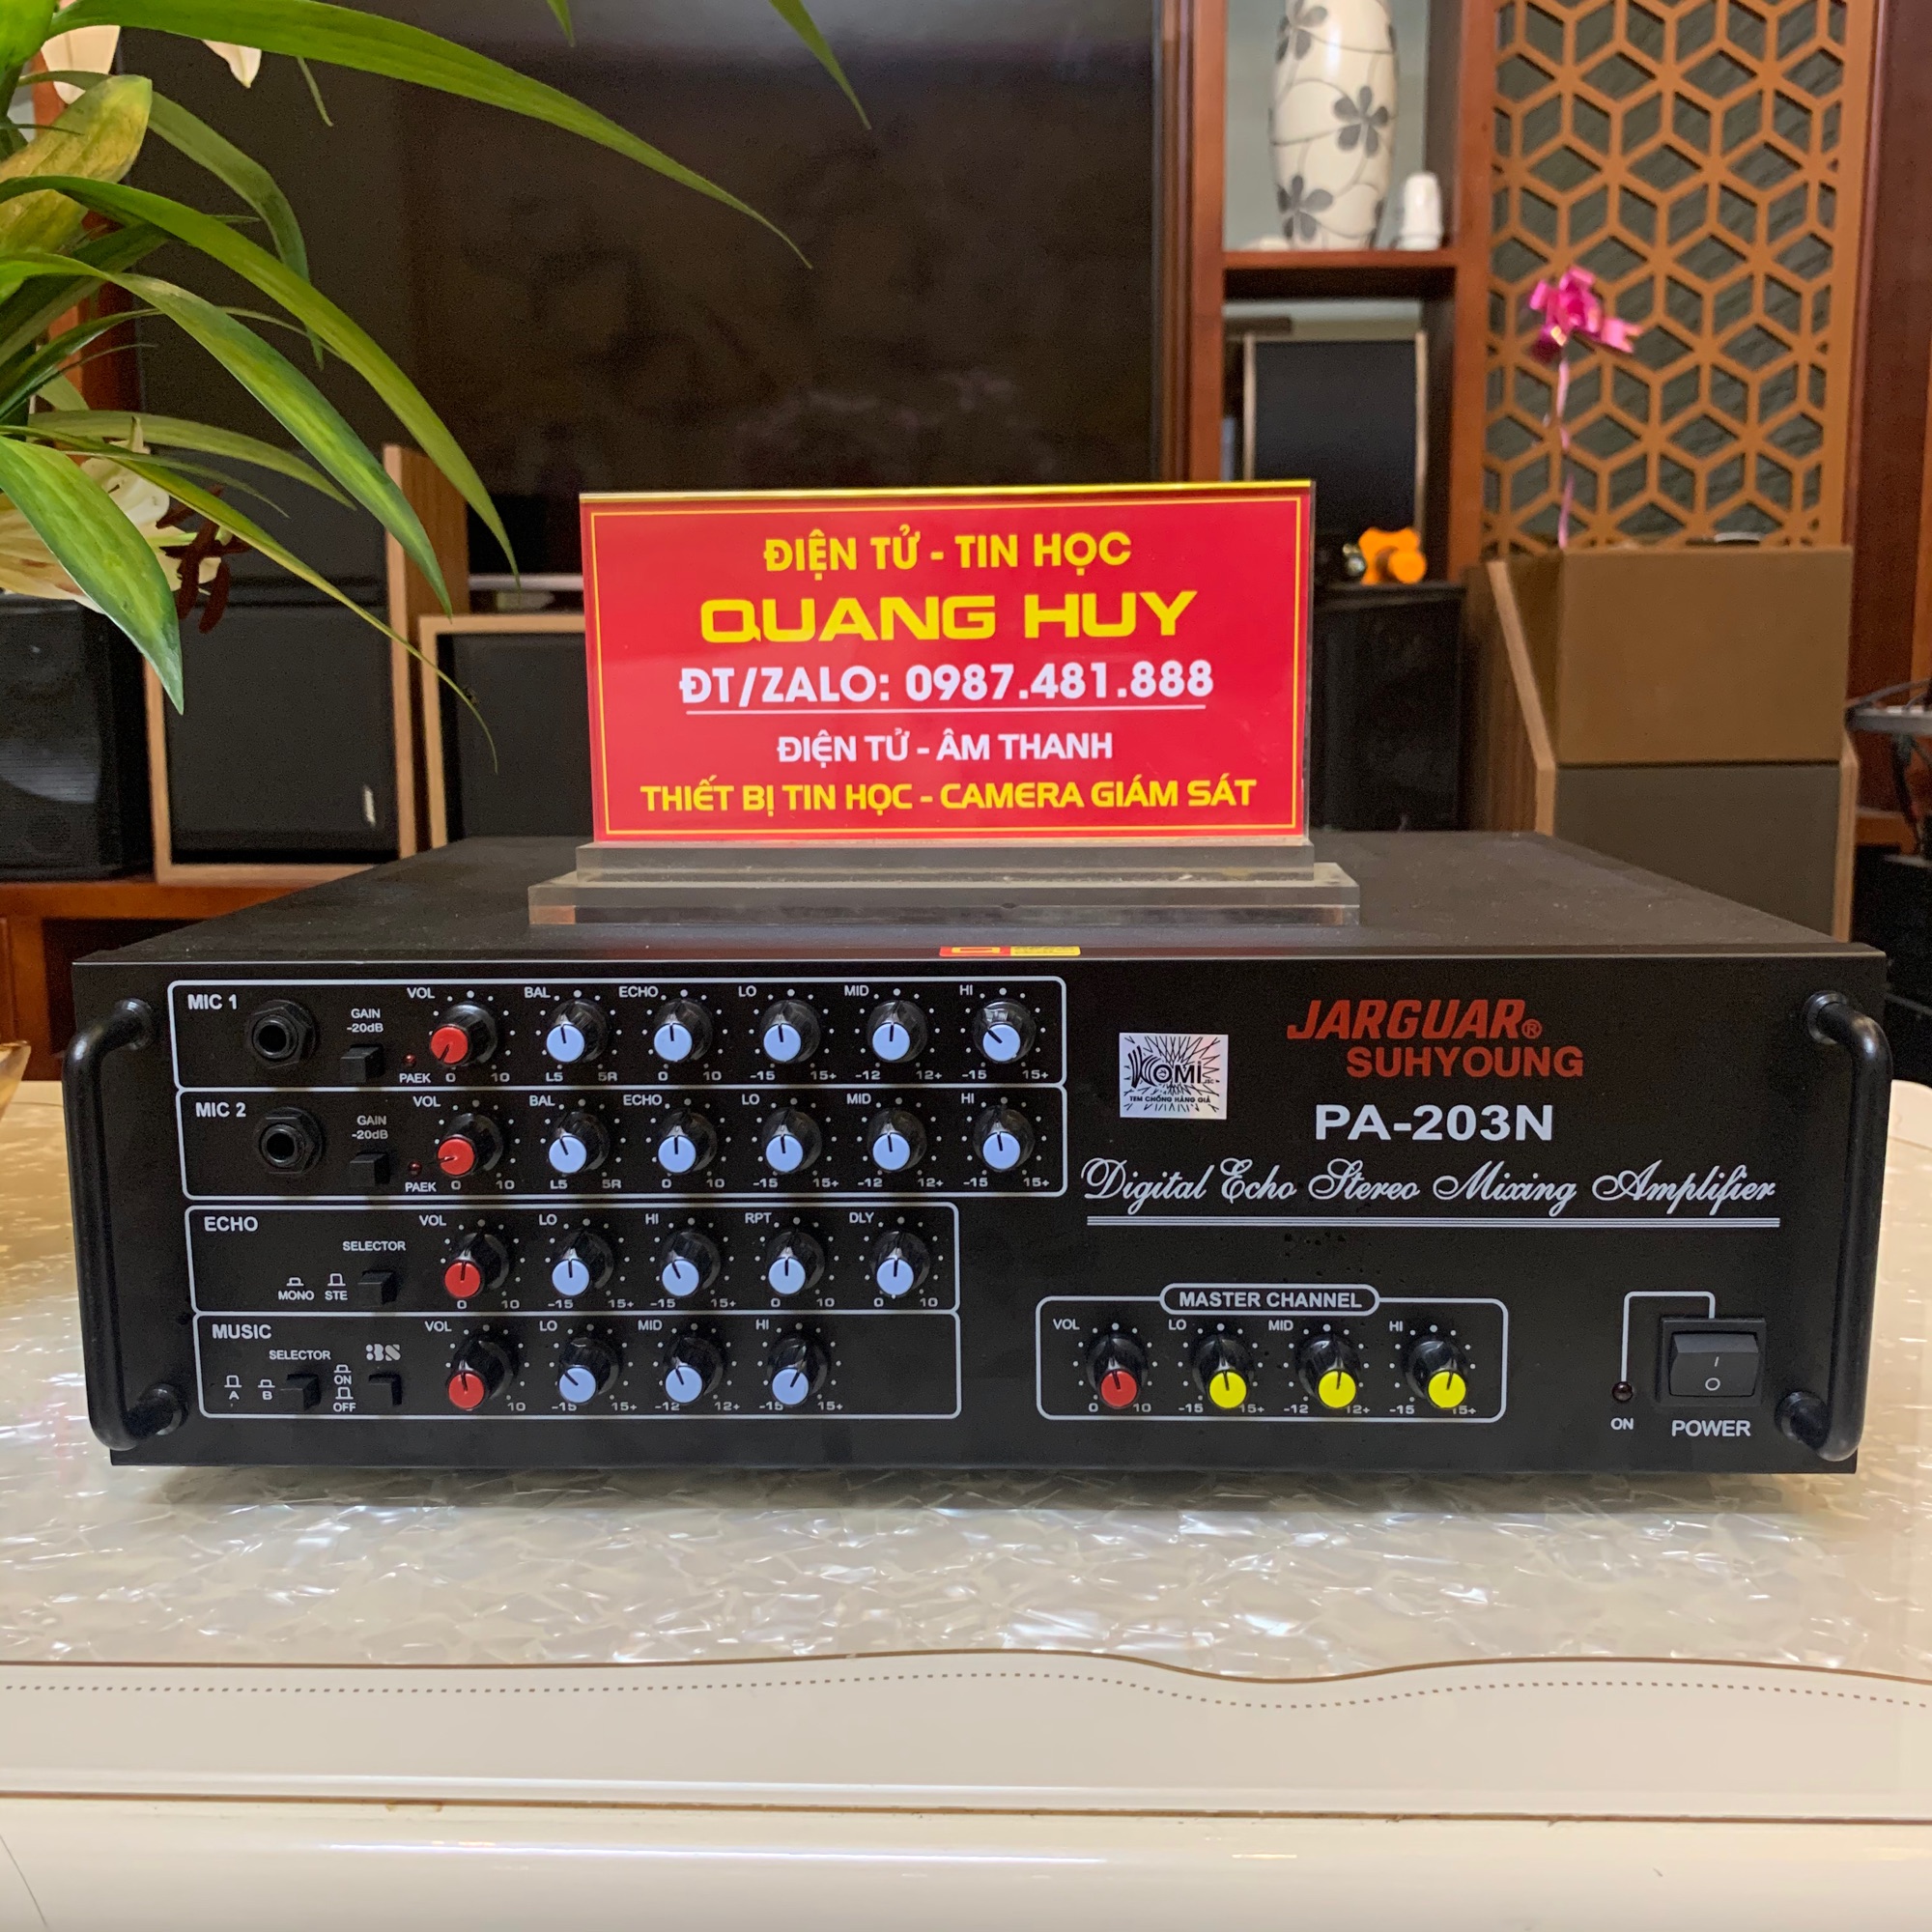 ĐIỆN TỬ - TIN HỌC
QUANG HUY
ĐT/ZALO: 0987.481.888
ĐIỆN TỬ - ÂM THANH
THIẾT BỊ TIN HỌC - CAMERA GIÁM SÁT
MIC 1
GAIN
-20dB
PAEK
VOL BAL ECHO LO MID HI
0 10 L5 5R 0 10 -15 15+ -12 12+ -15 15+
MIC 2
GAIN
-20dB
PAEK
VOL BAL ECHO LO MID HI
0 10 L5 5R 0 10 -15 15+ -12 12+ -15 15+
ECHO
SELECTOR
MONO STE
VOL LO HI RPT DLY
0 10 -15 15+ -15 15+ 0 10 0 10
MUSIC
SELECTOR
A B
ON
OFF
VOL LO MID HI
10 -15 15+ -12 12+ -15 15+
KOMI
TEM CHỐNG HÀNG GIẢ
JARGUAR®
SUHYOUNG
PA-203N
Digital Echo Stereo Mixing Amplifier
MASTER CHANNEL
VOL LO MID HI
0 10 -15 15+ -12 12+ -15 15+
ON
I
O
POWER